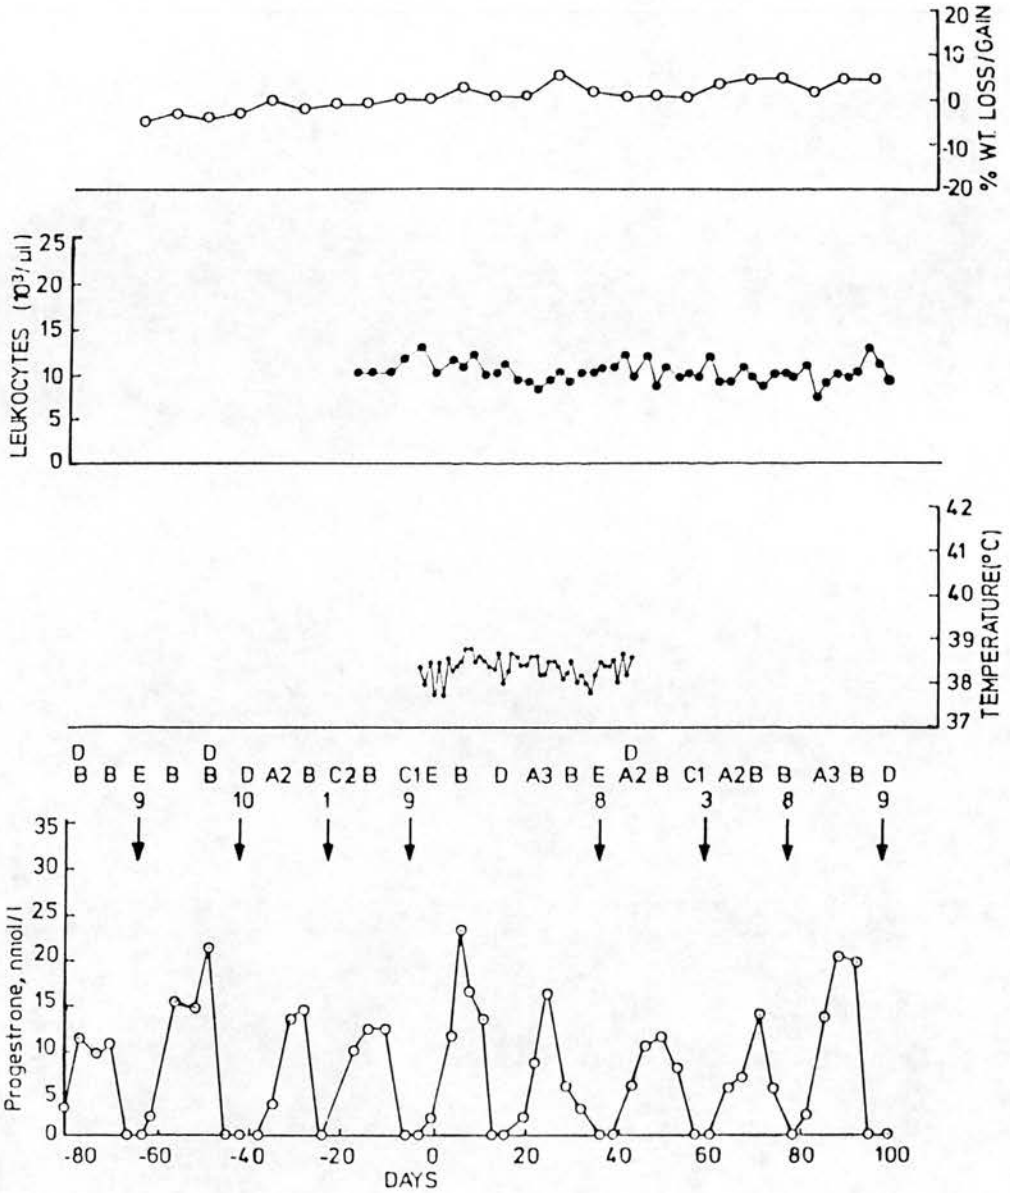 20
10
0
-10
-20
% WT. LOSS/GAIN
LEUKOCYTES (10³/ul)
25
20
15
10
5
0
42
41
40
39
38
37
TEMPERATURE(°C)
D D D
B B E B B D A2 B C2 B C1 E B D A3 B E A2 B C1 A2 B B A3 B D
9 10 1 9 8 3 8 9
Progestrone, nmol/l
35
30
25
20
15
10
5
0
-80 -60 -40 -20 0 20 40 60 80 100
DAYS